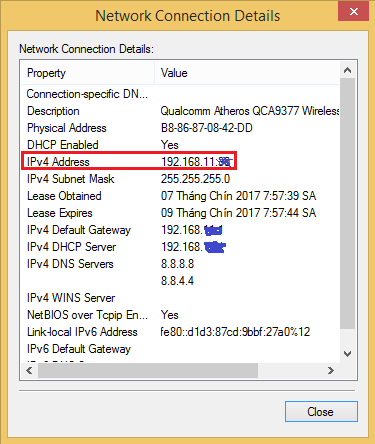 Network Connection Details
Network Connection Details:
Property Value
Connection-specific DN...
Description Qualcomm Atheros QCA9377 Wireless
Physical Address B8-86-87-08-42-DD
DHCP Enabled Yes
IPv4 Address 192.168.11.
IPv4 Subnet Mask 255.255.255.0
Lease Obtained 07 Tháng Chín 2017 7:57:39 SA
Lease Expires 09 Tháng Chín 2017 7:57:44 SA
IPv4 Default Gateway 192.168.
IPv4 DHCP Server 192.168.
IPv4 DNS Servers 8.8.8.8
8.8.4.4
IPv4 WINS Server
NetBIOS over Tcpip En... Yes
Link-local IPv6 Address fe80::d1d3:87cd:9bbf:27a0%12
IPv6 Default Gateway
Close